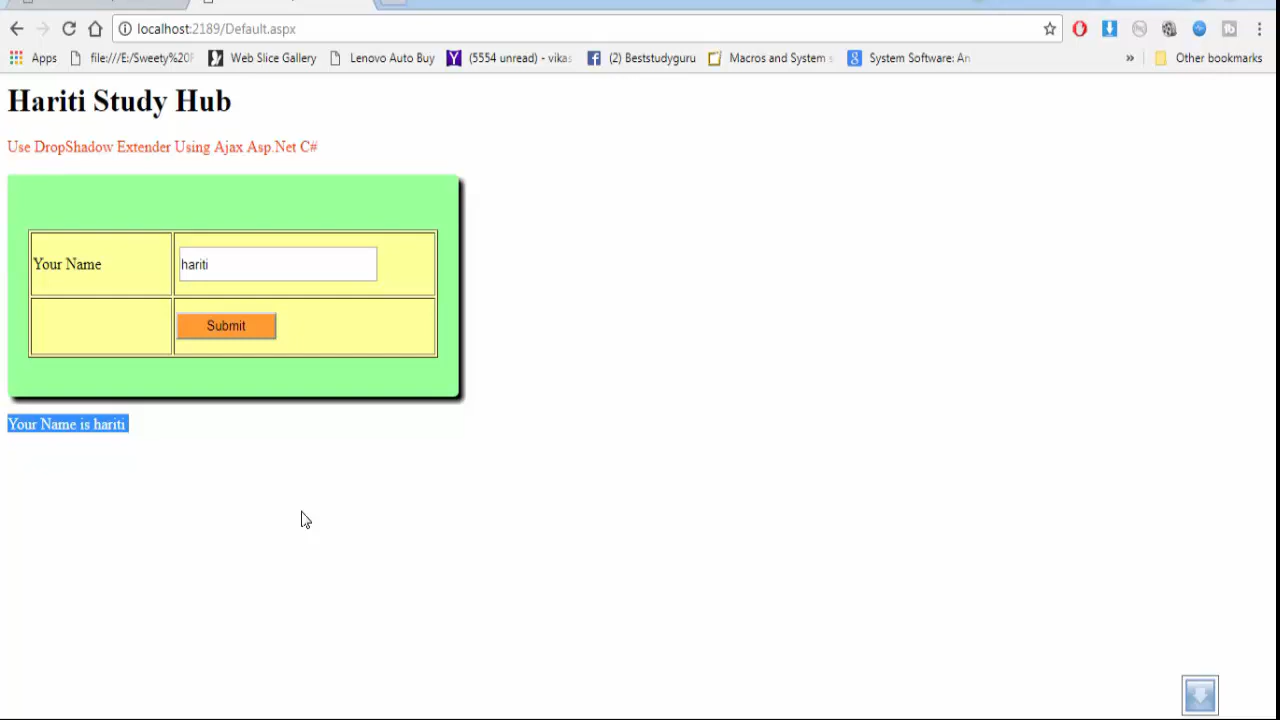 localhost:2189/Default.aspx
Apps file:///E:/Sweety%20F Web Slice Gallery Lenovo Auto Buy (5554 unread) - vikas (2) Beststudyguru Macros and System s System Software: An » Other bookmarks
Hariti Study Hub
Use DropShadow Extender Using Ajax Asp.Net C#
Your Name hariti
Submit
Your Name is hariti